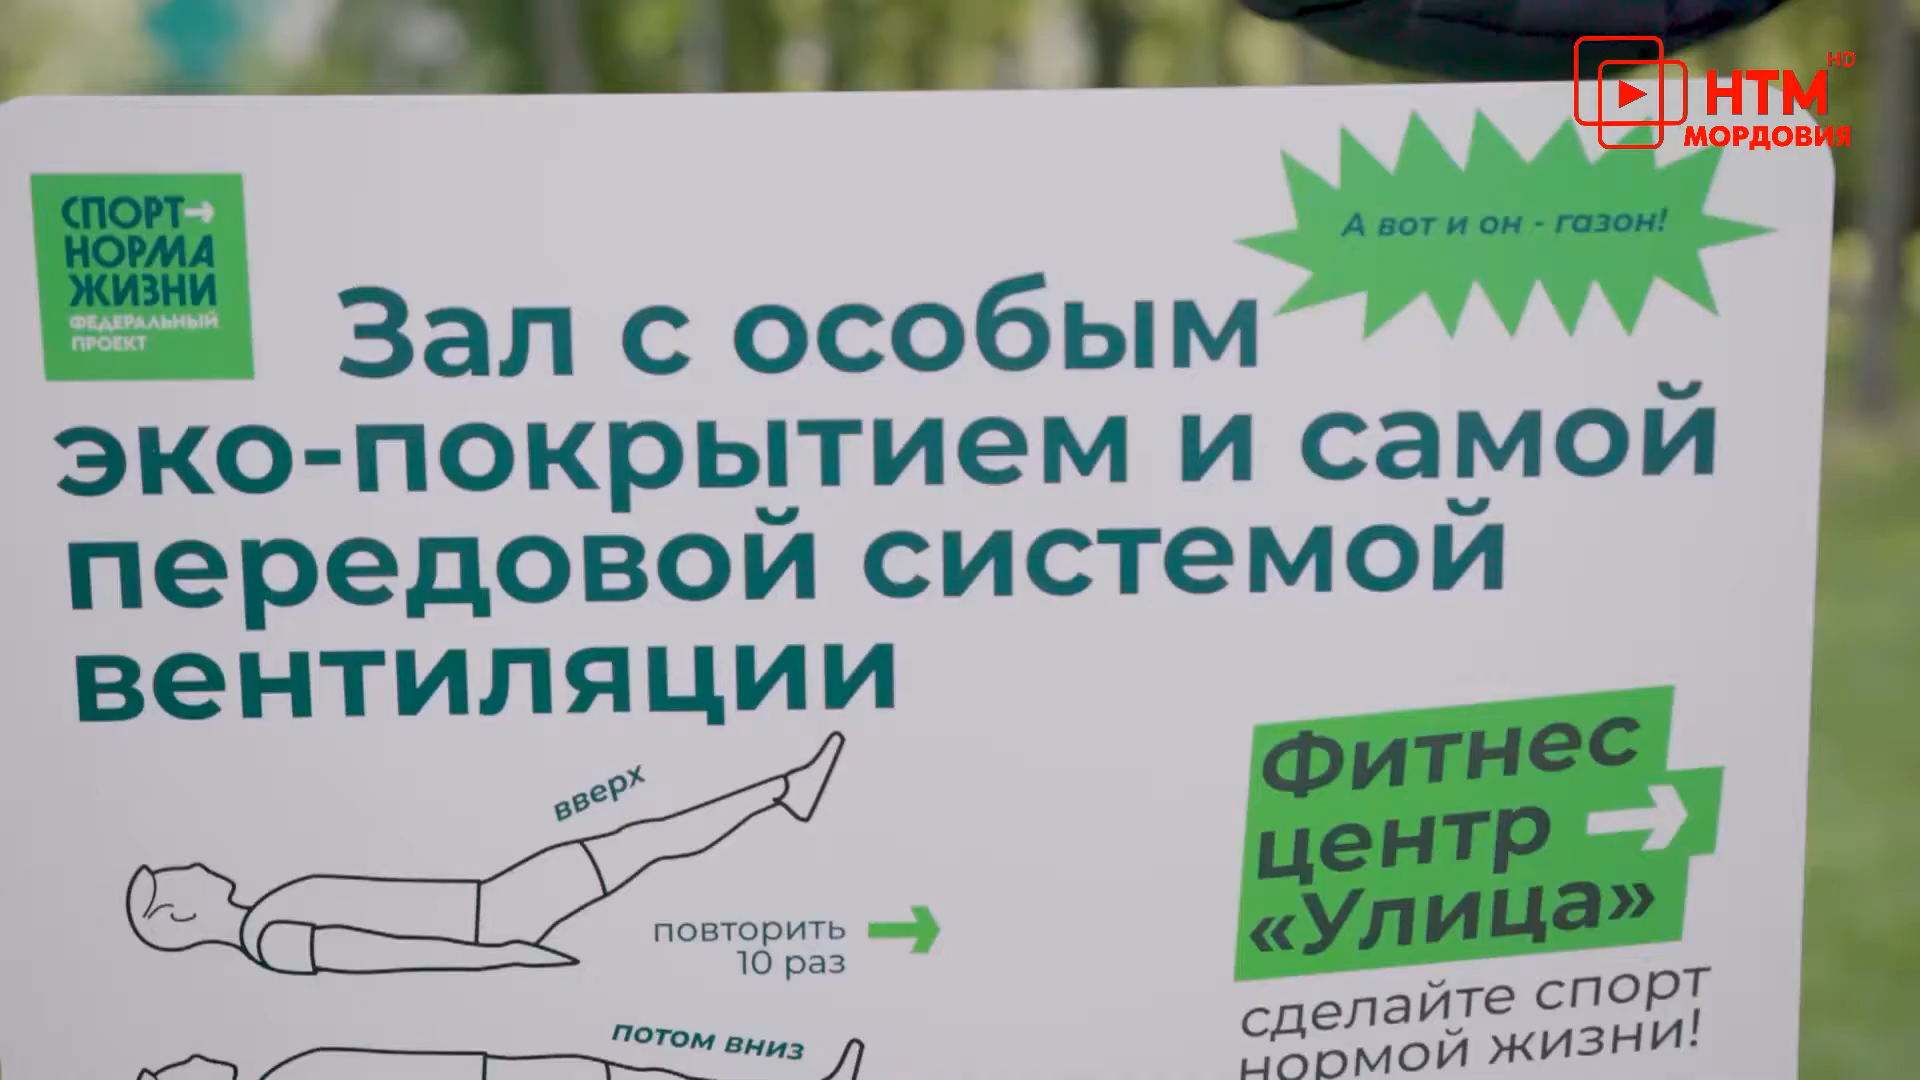 HD
НТМ
МОРДОВИЯ
СПОРТ→
НОРМА
ЖИЗНИ
ФЕДЕРАЛЬНЫЙ
ПРОЕКТ
А вот и он - газон!
Зал с особым
эко-покрытием и самой
передовой системой
вентиляции
вверх
повторить
10 раз
потом вниз
Фитнес
центр →
«Улица»
сделайте спорт
нормой жизни!